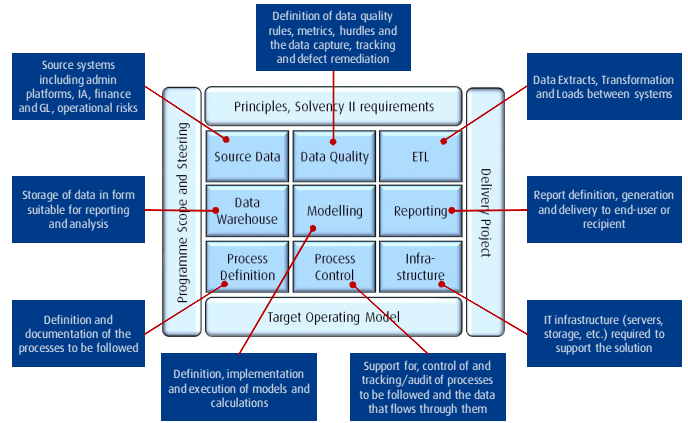 Definition of data quality
rules, metrics, hurdles and
the data capture, tracking
and defect remediation
Source systems
including admin
platforms, IA, finance
and GL, operational risks
Data Extracts, Transformation
and Loads between systems
Principles, Solvency II requirements
Programme Scope and Steering
Source Data
Data Quality
ETL
Delivery Project
Storage of data in form
suitable for reporting
and analysis
Data
Warehouse
Modelling
Reporting
Report definition, generation
and delivery to end-user or
recipient
Process
Definition
Process
Control
Infra-
structure
Target Operating Model
Definition and
documentation of the
processes to be followed
IT infrastructure (servers,
storage, etc.) required to
support the solution
Definition, implementation
and execution of models and
calculations
Support for, control of and
tracking/audit of processes
to be followed and the data
that flows through them